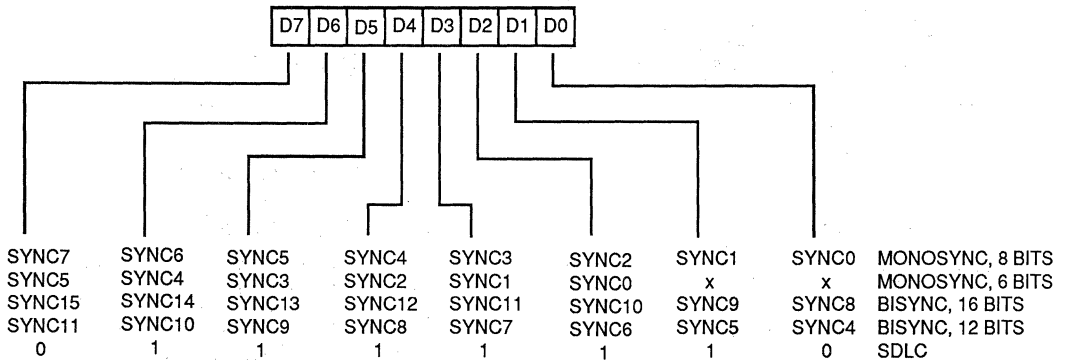 D7 D6 D5 D4 D3 D2 D1 D0
SYNC7 SYNC6 SYNC5 SYNC4 SYNC3 SYNC2 SYNC1 SYNC0 MONOSYNC, 8 BITS
SYNC5 SYNC4 SYNC3 SYNC2 SYNC1 SYNC0 x x MONOSYNC, 6 BITS
SYNC15 SYNC14 SYNC13 SYNC12 SYNC11 SYNC10 SYNC9 SYNC8 BISYNC, 16 BITS
SYNC11 SYNC10 SYNC9 SYNC8 SYNC7 SYNC6 SYNC5 SYNC4 BISYNC, 12 BITS
0 1 1 1 1 1 1 0 SDLC